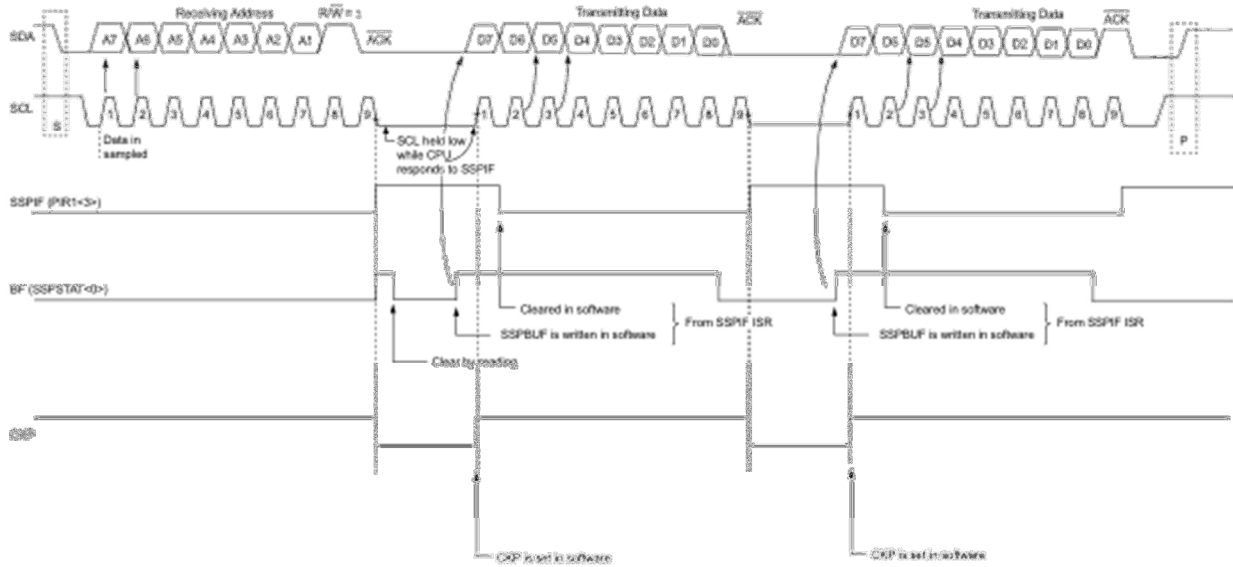 Receiving Address R/W = 1 Transmitting Data ACK Transmitting Data ACK
SDA A7 A6 A5 A4 A3 A2 A1 ACK D7 D6 D5 D4 D3 D2 D1 D0 D7 D6 D5 D4 D3 D2 D1 D0
SCL 1 2 3 4 5 6 7 8 9 1 2 3 4 5 6 7 8 9 1 2 3 4 5 6 7 8 9
S P
Data in
sampled
SCL held low
while CPU
responds to SSPIF
SSPIF (PIR1<3>)
BF (SSPSTAT<0>)
Cleared in software
SSPBUF is written in software
From SSPIF ISR
Clear by reading
Cleared in software
SSPBUF is written in software
From SSPIF ISR
CKP
CKP is set in software
CKP is set in software